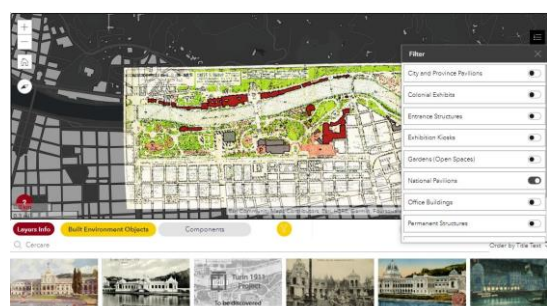 Filter
City and Province Pavilions
Colonial Exhibits
Entrance Structures
Exhibition Kiosks
Gardens (Open Spaces)
National Pavilions
Office Buildings
Permanent Structures
Layers Info
Built Environment Objects
Components
Cercare
Order by Title Text
Turin 1911
Project
To be discovered